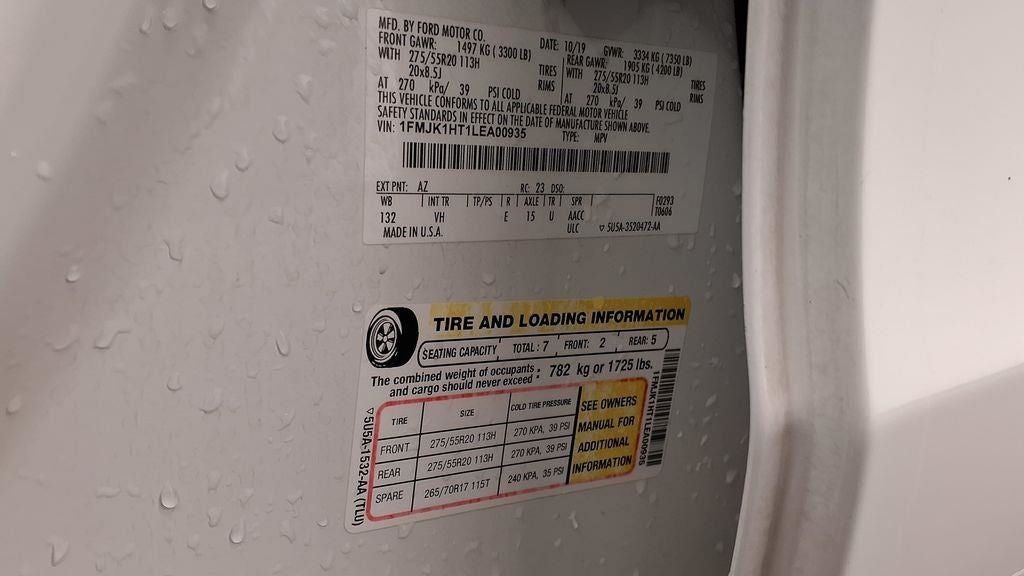 MFD. BY FORD MOTOR CO.
DATE: 10/19 GVWR: 3334 KG (7350 LB)
FRONT GAWR: 1497 KG (3300 LB) REAR GAWR: 1905 KG (4200 LB)
WITH 275/55R20 113H TIRES WITH 275/55R20 113H TIRES
20x8.5J RIMS 20x8.5J RIMS
AT 270 kPa/ 39 PSI COLD AT 270 kPa/ 39 PSI COLD
THIS VEHICLE CONFORMS TO ALL APPLICABLE FEDERAL MOTOR VEHICLE
SAFETY STANDARDS IN EFFECT ON THE DATE OF MANUFACTURE SHOWN ABOVE.
VIN: 1FMJK1HT1LEA00935 TYPE: MPV
EXT PNT: AZ RC: 23 DSO:
WB INT TR TP/PS R AXLE TR SPR F0293
132 VH E 15 U AACC T0606
MADE IN U.S.A. ULC ▽ 5U5A-3520472-AA
TIRE AND LOADING INFORMATION
SEATING CAPACITY TOTAL: 7 FRONT: 2 REAR: 5
The combined weight of occupants
and cargo should never exceed : 782 kg or 1725 lbs.
TIRE SIZE COLD TIRE PRESSURE
FRONT 275/55R20 113H 270 KPA, 39 PSI
REAR 275/55R20 113H 270 KPA, 39 PSI
SPARE 265/70R17 115T 240 KPA, 35 PSI
SEE OWNERS
MANUAL FOR
ADDITIONAL
INFORMATION
▽5U5A-1532-AA (TLU)